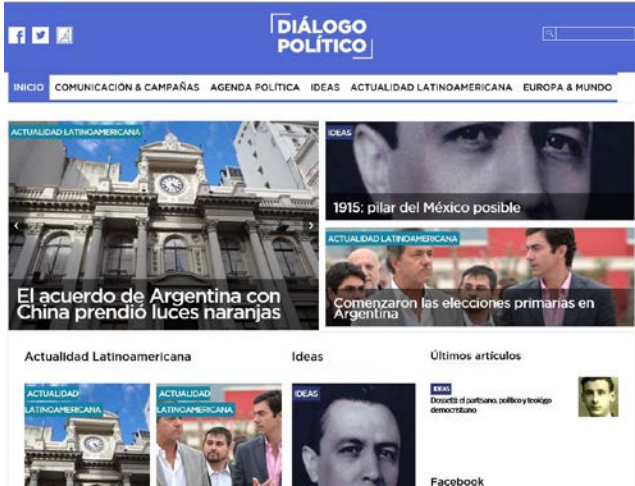 DIÁLOGO
POLÍTICO
INICIO COMUNICACIÓN & CAMPAÑAS AGENDA POLÍTICA IDEAS ACTUALIDAD LATINOAMERICANA EUROPA & MUNDO
ACTUALIDAD LATINOAMERICANA
El acuerdo de Argentina con
China prendió luces naranjas
IDEAS
1915: pilar del México posible
ACTUALIDAD LATINOAMERICANA
Comenzaron las elecciones primarias en
Argentina
Actualidad Latinoamericana
ACTUALIDAD
LATINOAMERICANA
ACTUALIDAD
LATINOAMERICANA
Ideas
IDEAS
Últimos artículos
IDEAS
Dossetti: el partisano, político y teólogo
democristiano
Facebook